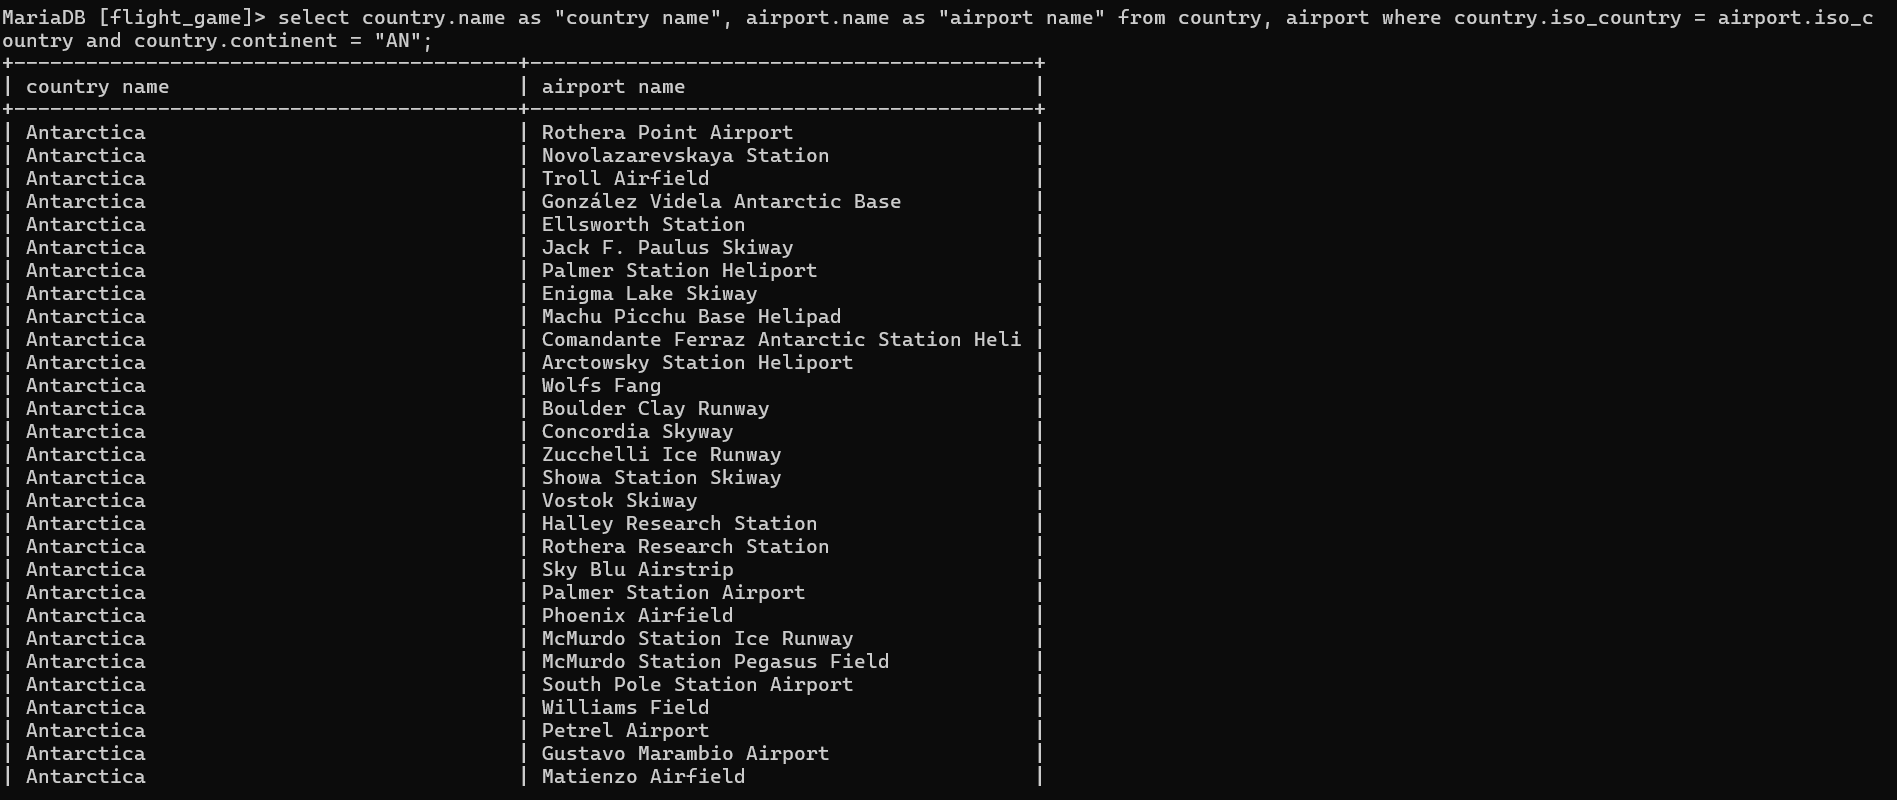 MariaDB [flight_game]> select country.name as "country name", airport.name as "airport name" from country, airport where country.iso_country = airport.iso_c
ountry and country.continent = "AN";
+------------------------------------------+------------------------------------------+
| country name                             | airport name                             |
+------------------------------------------+------------------------------------------+
| Antarctica                               | Rothera Point Airport                    |
| Antarctica                               | Novolazarevskaya Station                 |
| Antarctica                               | Troll Airfield                           |
| Antarctica                               | González Videla Antarctic Base           |
| Antarctica                               | Ellsworth Station                        |
| Antarctica                               | Jack F. Paulus Skiway                    |
| Antarctica                               | Palmer Station Heliport                  |
| Antarctica                               | Enigma Lake Skiway                       |
| Antarctica                               | Machu Picchu Base Helipad                |
| Antarctica                               | Comandante Ferraz Antarctic Station Heli |
| Antarctica                               | Arctowsky Station Heliport               |
| Antarctica                               | Wolfs Fang                               |
| Antarctica                               | Boulder Clay Runway                      |
| Antarctica                               | Concordia Skyway                         |
| Antarctica                               | Zucchelli Ice Runway                     |
| Antarctica                               | Showa Station Skiway                     |
| Antarctica                               | Vostok Skiway                            |
| Antarctica                               | Halley Research Station                  |
| Antarctica                               | Rothera Research Station                 |
| Antarctica                               | Sky Blu Airstrip                         |
| Antarctica                               | Palmer Station Airport                   |
| Antarctica                               | Phoenix Airfield                         |
| Antarctica                               | McMurdo Station Ice Runway               |
| Antarctica                               | McMurdo Station Pegasus Field            |
| Antarctica                               | South Pole Station Airport               |
| Antarctica                               | Williams Field                           |
| Antarctica                               | Petrel Airport                           |
| Antarctica                               | Gustavo Marambio Airport                 |
| Antarctica                               | Matienzo Airfield                        |